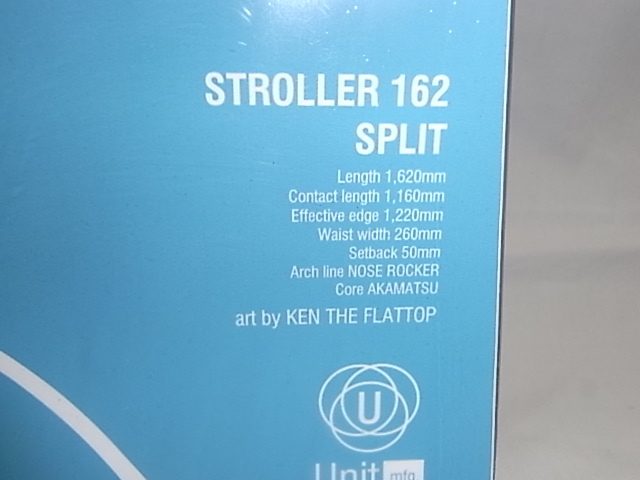 STROLLER 162
SPLIT
Length 1,620mm
Contact length 1,160mm
Effective edge 1,220mm
Waist width 260mm
Setback 50mm
Arch line NOSE ROCKER
Core AKAMATSU
art by KEN THE FLATTOP
U
Unit mfg